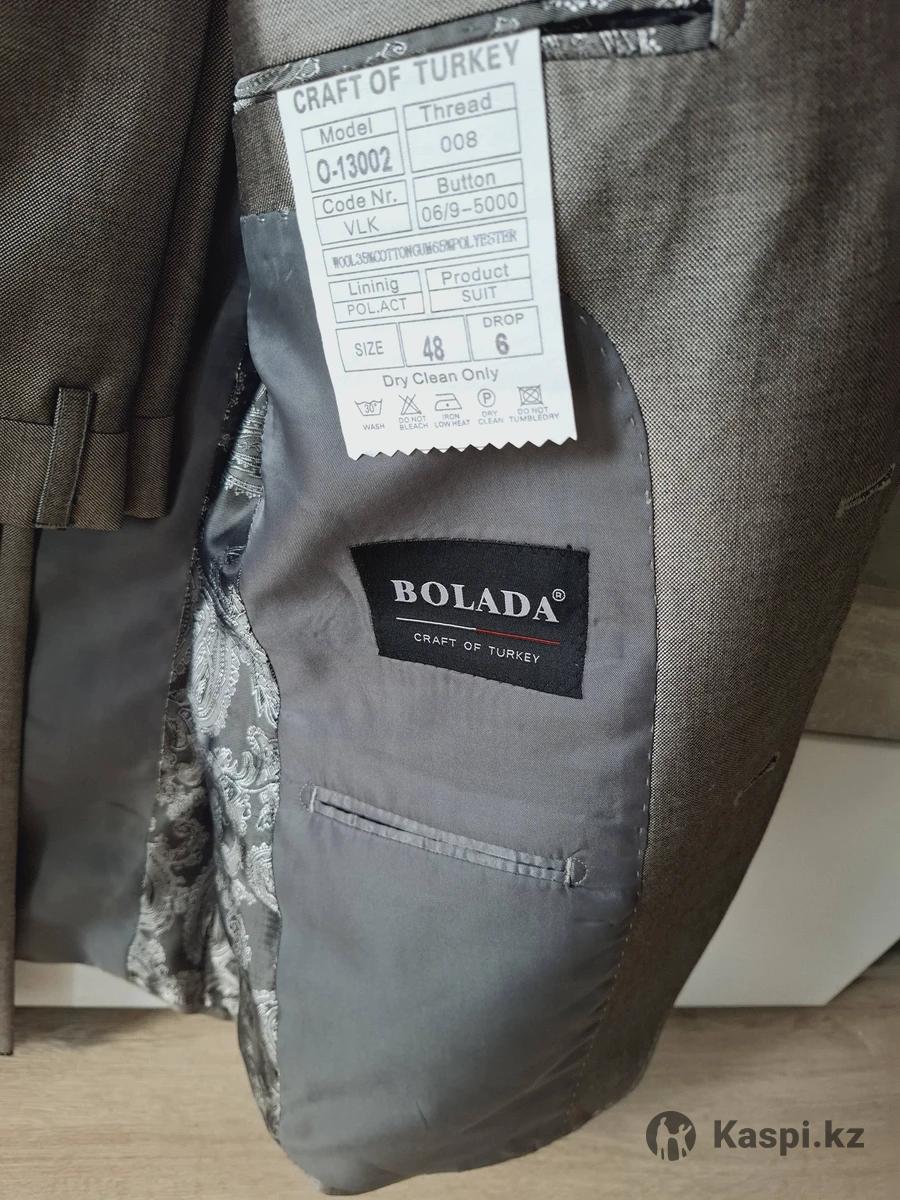 CRAFT OF TURKEY
Model
O-13002
Thread
008
Code Nr.
VLK
Button
06/9-5000
WOOL35%COTTONGUM65%POLYESTER
Lininig
POL.ACT
Product
SUIT
SIZE
48
DROP
6
Dry Clean Only
30°
P
WASH
DO NOT BLEACH
IRON LOW HEAT
DRY CLEAN
DO NOT TUMBLEDRY
BOLADA®
CRAFT OF TURKEY
Kaspi.kz